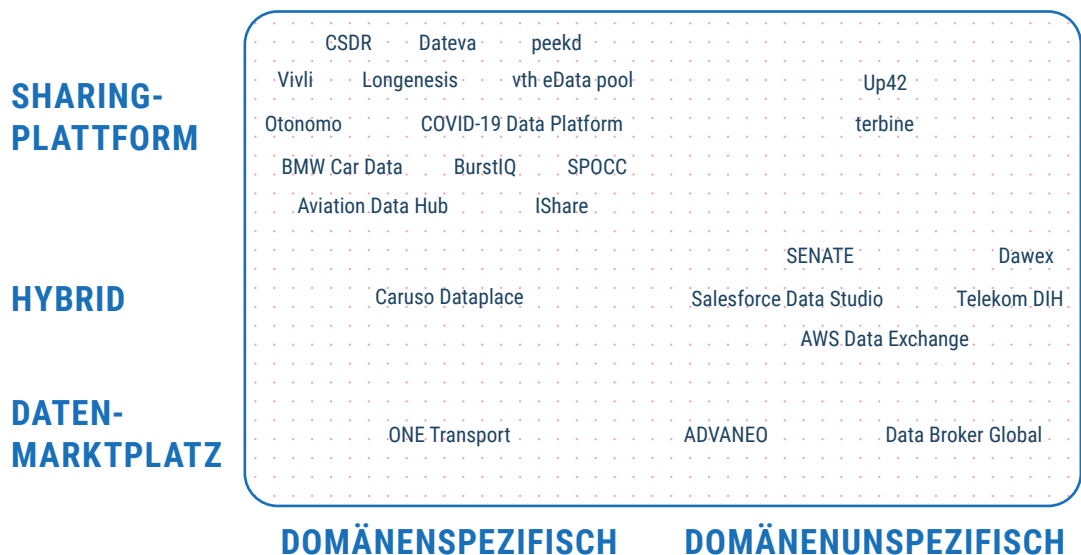 CSDR Dateva peekd
SHARING-
PLATTFORM
Vivli Longenesis vth eData pool Up42
Otonomo COVID-19 Data Platform terbine
BMW Car Data BurstIQ SPOCC
Aviation Data Hub IShare
SENATE Dawex
HYBRID
Caruso Dataplace Salesforce Data Studio Telekom DIH
AWS Data Exchange
DATEN-
MARKTPLATZ
ONE Transport ADVANEO Data Broker Global
DOMÄNENSPEZIFISCH DOMÄNENUNSPEZIFISCH